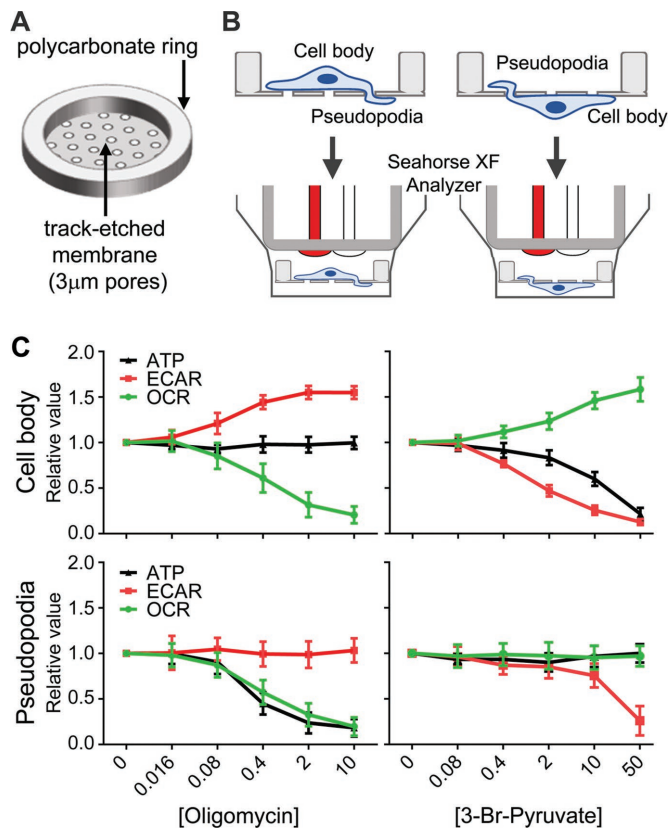 A
polycarbonate ring
track-etched
membrane
(3μm pores)
B
Cell body
Pseudopodia
Pseudopodia
Cell body
Seahorse XF
Analyzer
C
Cell body
Relative value
2.0
1.5
1.0
0.5
0.0
ATP
ECAR
OCR
ATP
ECAR
OCR
Pseudopodia
Relative value
2.0
1.5
1.0
0.5
0.0
0
0.016
0.08
0.4
2
10
[Oligomycin]
0
0.08
0.4
2
10
50
[3-Br-Pyruvate]